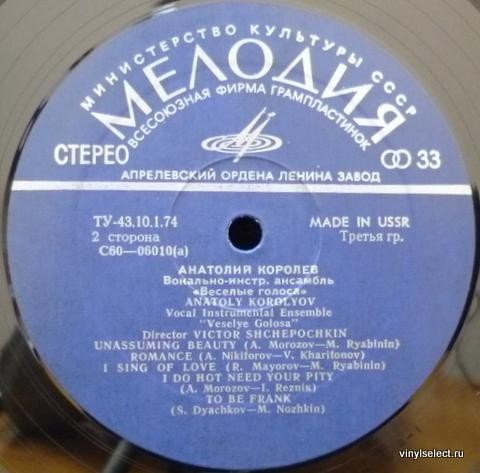 МИНИСТЕРСТВО КУЛЬТУРЫ СССР
МЕЛОДИЯ
ВСЕСОЮЗНАЯ ФИРМА ГРАМПЛАСТИНОК
СТЕРЕО
33
АПРЕЛЕВСКИЙ ОРДЕНА ЛЕНИНА ЗАВОД
ТУ-43.10.1.74
MADE IN USSR
2 сторона
Третья гр.
С60—06010(а)
АНАТОЛИЙ КОРОЛЕВ
Вокально-инстр. ансамбль
«Веселые голоса»
ANATOLY KOROLYOV
Vocal Instrumental Ensemble
"Veselye Golosa"
Director VICTOR SHCHEPOCHKIN
UNASSUMING BEAUTY (A. Morozov—M. Ryabinin)
ROMANCE (A. Nikiforov—V. Kharifonov)
I SING OF LOVE (R. Mayorov—M. Ryabinin)
I DO HOT NEED YOUR PITY
(A. Morozov—I. Reznik)
TO BE FRANK
(S. Dyachkov—M. Nozhkin)
vinylselect.ru